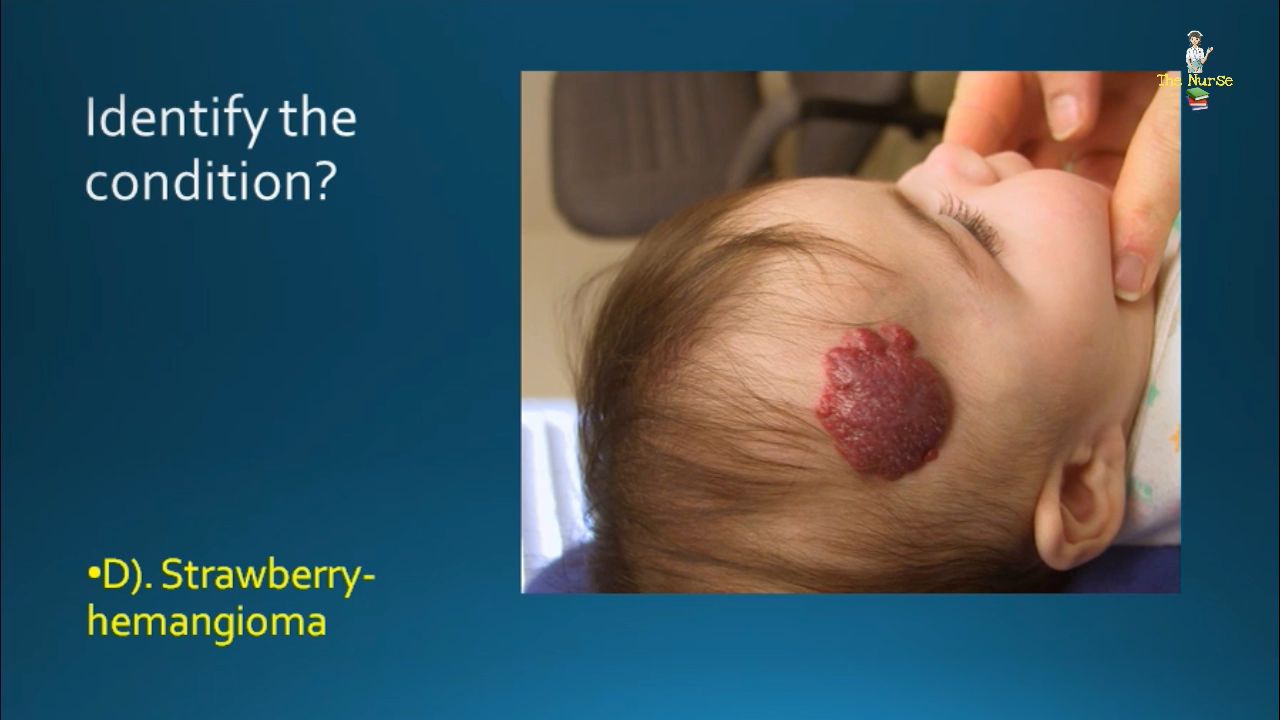 The Nurse
Identify the
condition?
•D). Strawberry-
hemangioma